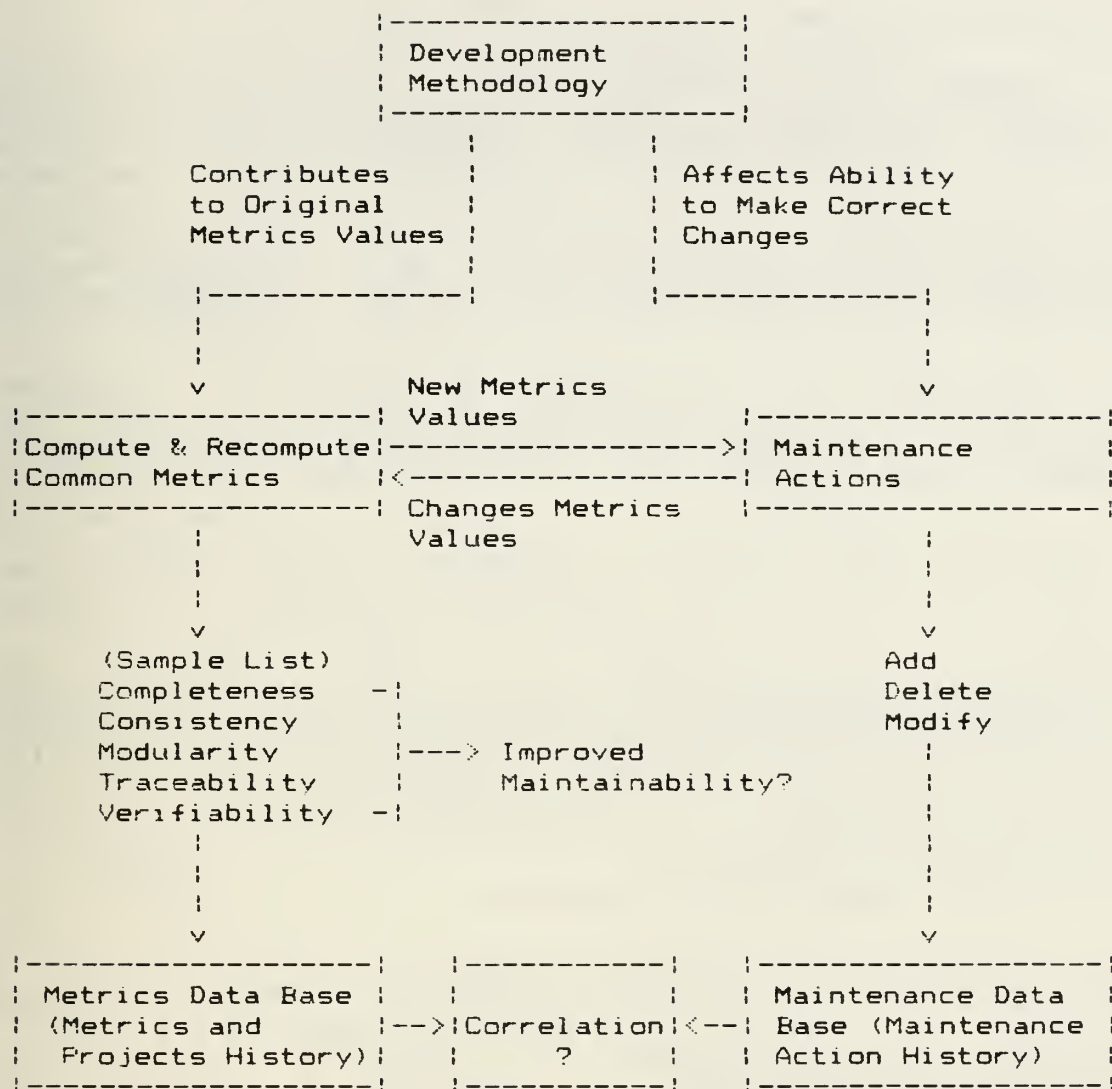 Development
Methodology
Contributes
to Original
Metrics Values
Affects Ability
to Make Correct
Changes
New Metrics
Values
Compute & Recompute
Common Metrics
Maintenance
Actions
Changes Metrics
Values
(Sample List)
Completeness
Consistency
Modularity
Traceability
Verifiability
Improved
Maintainability?
Add
Delete
Modify
Metrics Data Base
(Metrics and
Projects History)
Correlation
?
Maintenance Data
Base (Maintenance
Action History)